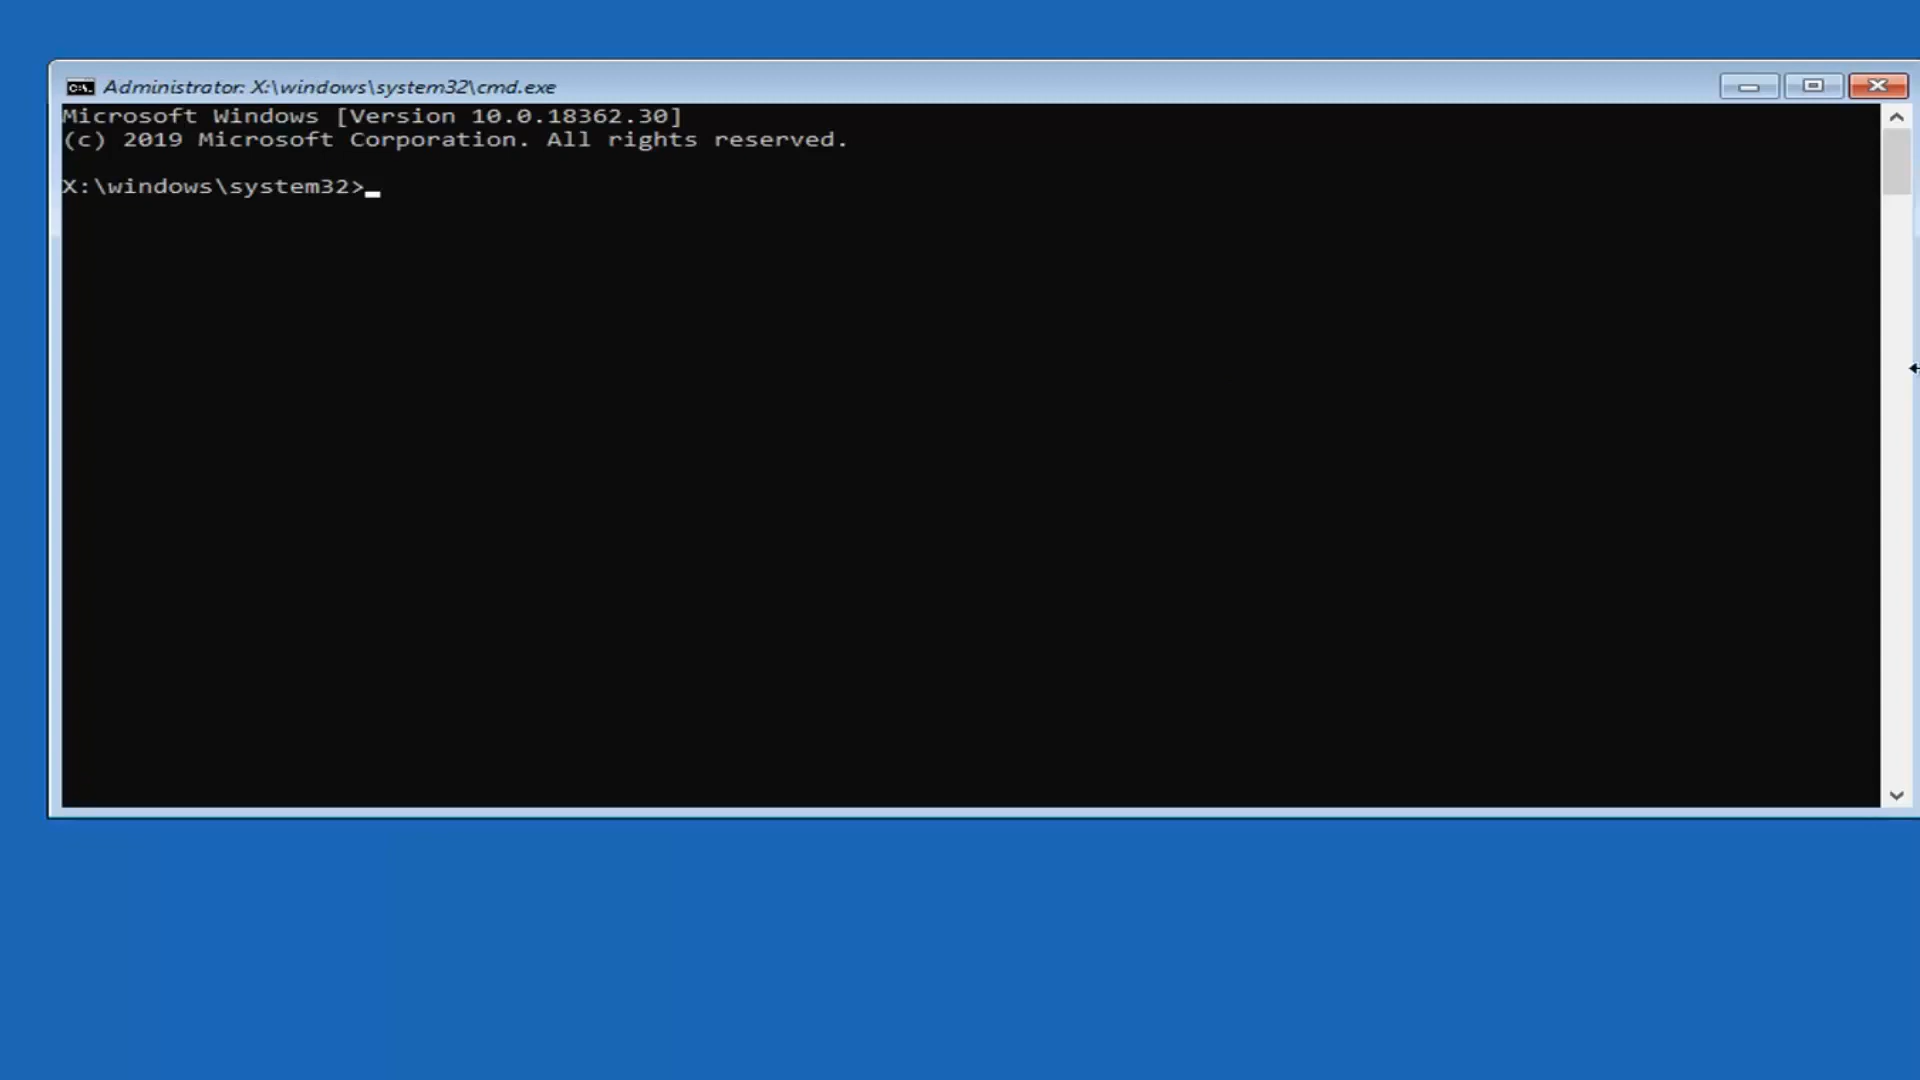 Administrator: X:\windows\system32\cmd.exe
Microsoft Windows [Version 10.0.18362.30]
(c) 2019 Microsoft Corporation. All rights reserved.
X:\windows\system32>